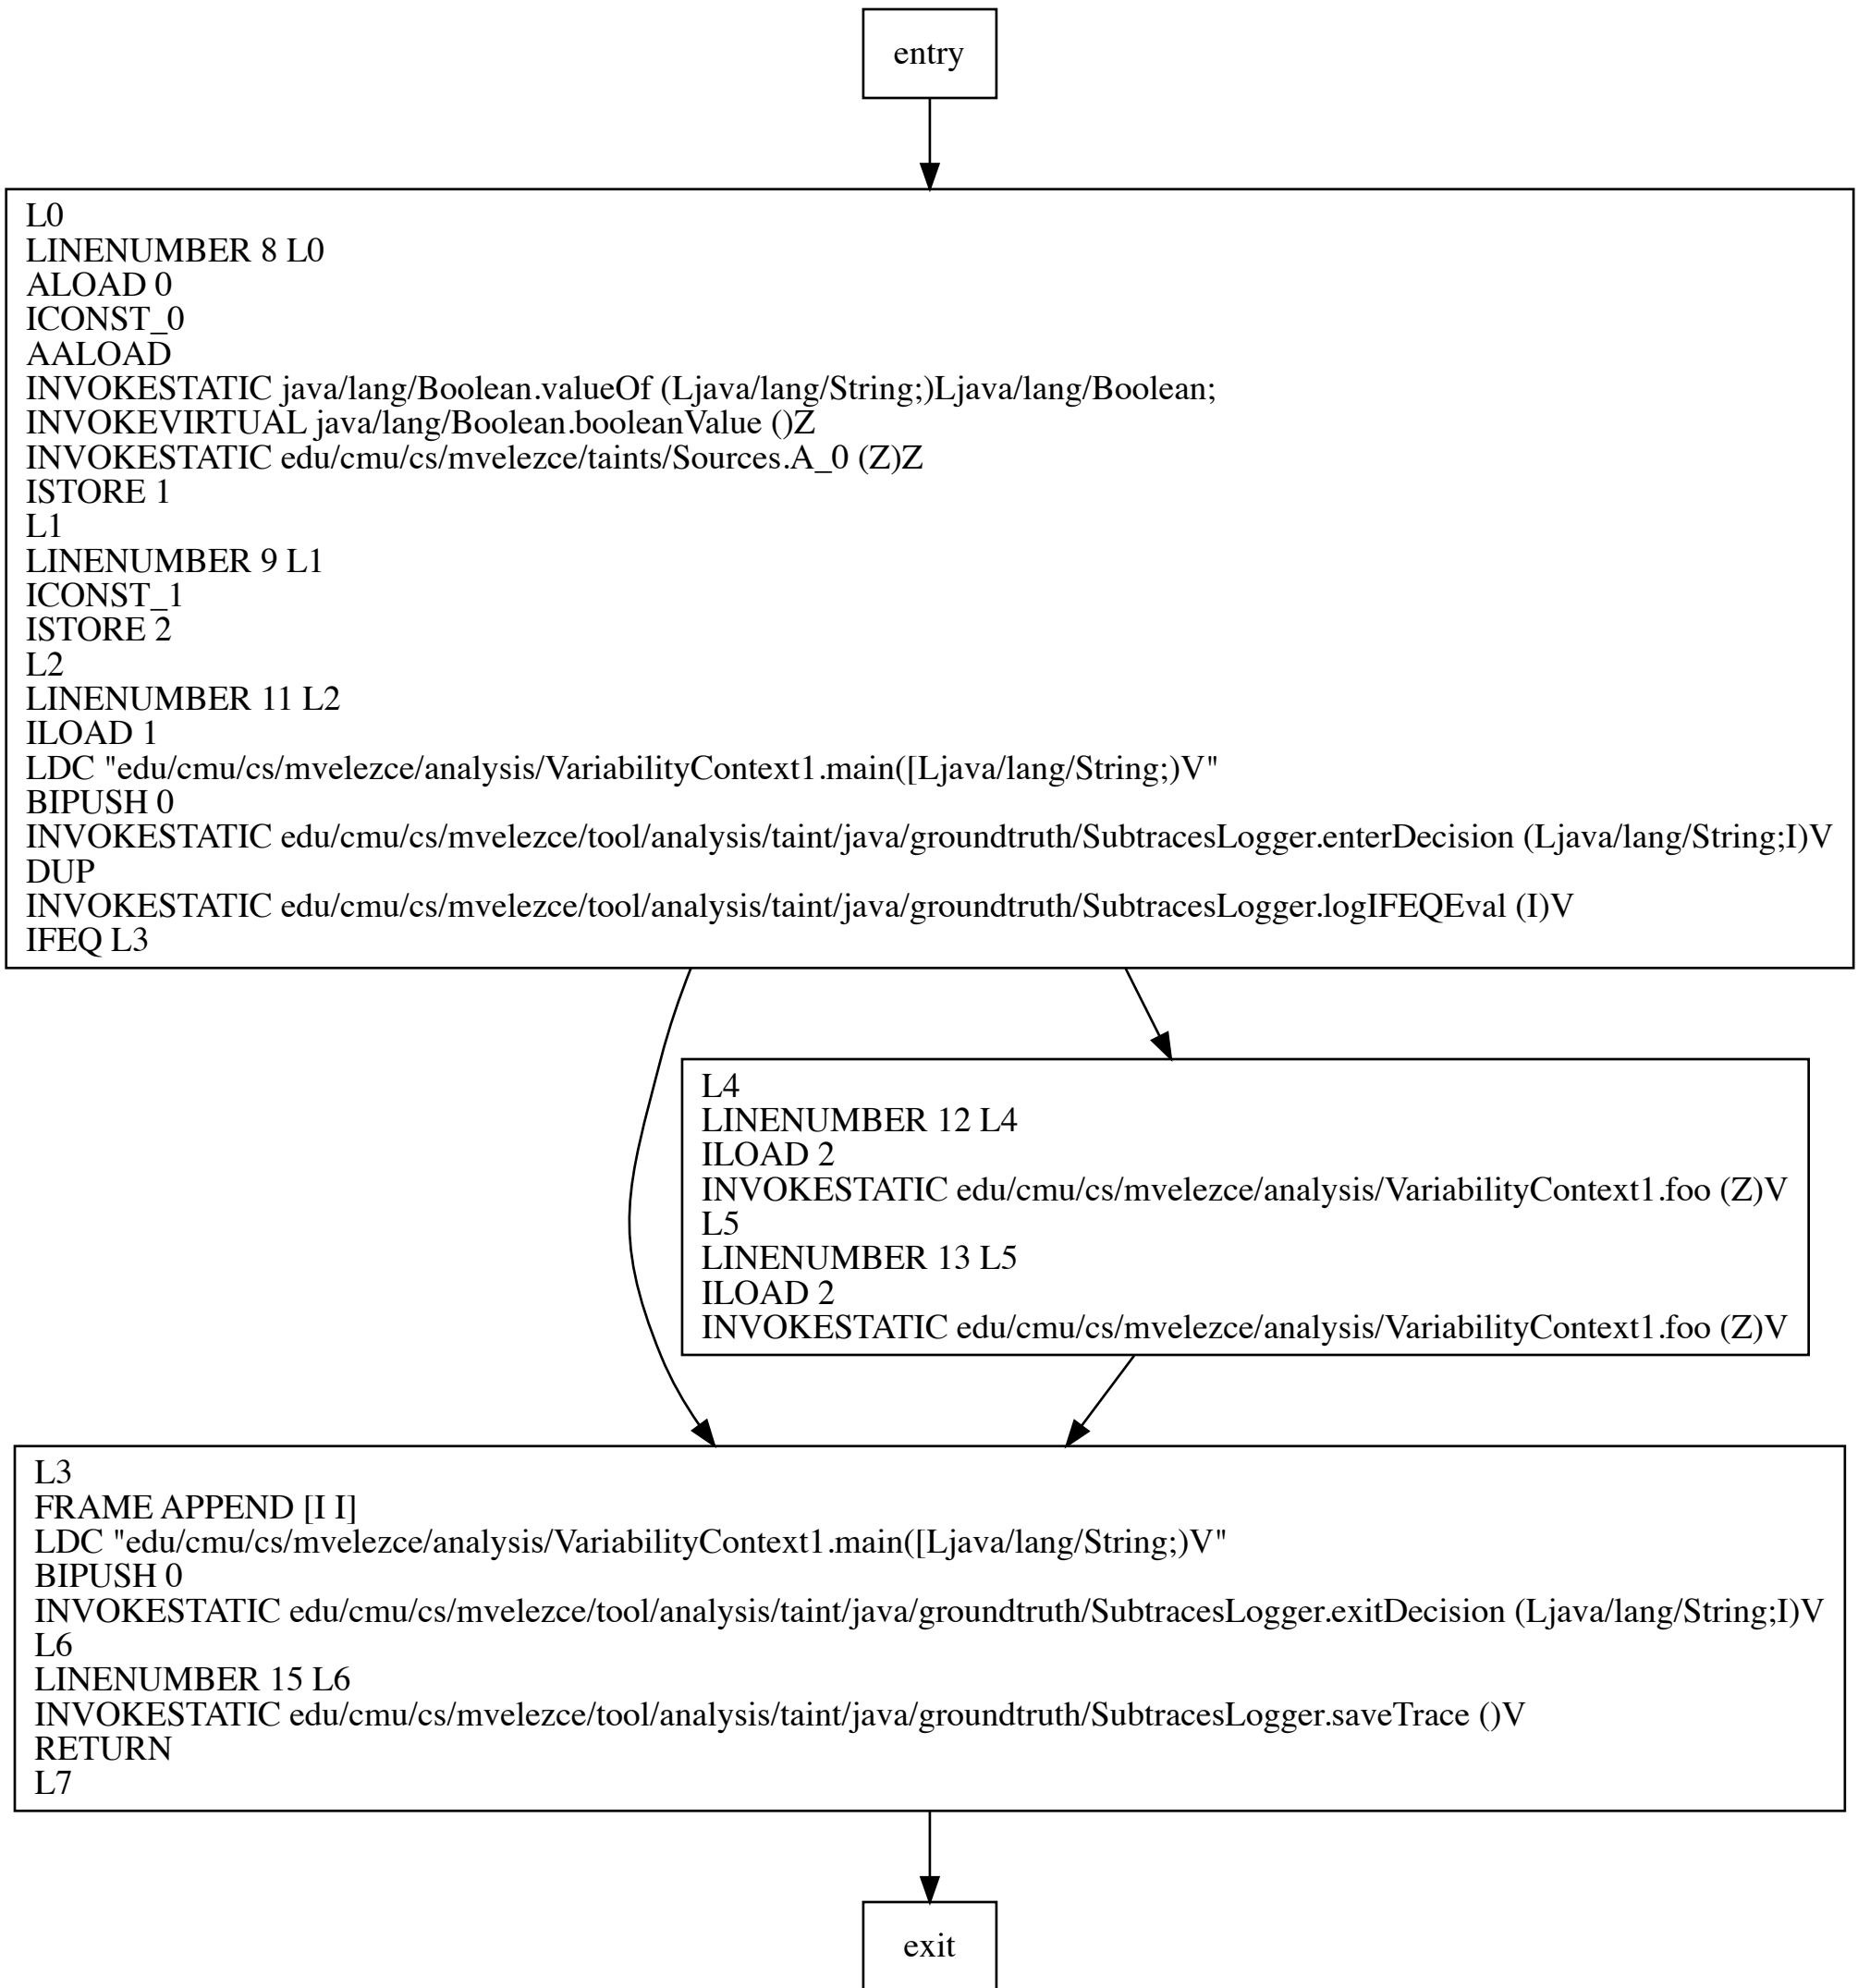 entry
L0
LINENUMBER 8 L0
ALOAD 0
ICONST_0
AALOAD
INVOKESTATIC java/lang/Boolean.valueOf (Ljava/lang/String;)Ljava/lang/Boolean;
INVOKEVIRTUAL java/lang/Boolean.booleanValue ()Z
INVOKESTATIC edu/cmu/cs/mvelezce/taints/Sources.A_0 (Z)Z
ISTORE 1
L1
LINENUMBER 9 L1
ICONST_1
ISTORE 2
L2
LINENUMBER 11 L2
ILOAD 1
LDC "edu/cmu/cs/mvelezce/analysis/VariabilityContext1.main([Ljava/lang/String;)V"
BIPUSH 0
INVOKESTATIC edu/cmu/cs/mvelezce/tool/analysis/taint/java/groundtruth/SubtracesLogger.enterDecision (Ljava/lang/String;I)V
DUP
INVOKESTATIC edu/cmu/cs/mvelezce/tool/analysis/taint/java/groundtruth/SubtracesLogger.logIFEQEval (I)V
IFEQ L3
L4
LINENUMBER 12 L4
ILOAD 2
INVOKESTATIC edu/cmu/cs/mvelezce/analysis/VariabilityContext1.foo (Z)V
L5
LINENUMBER 13 L5
ILOAD 2
INVOKESTATIC edu/cmu/cs/mvelezce/analysis/VariabilityContext1.foo (Z)V
L3
FRAME APPEND [I I]
LDC "edu/cmu/cs/mvelezce/analysis/VariabilityContext1.main([Ljava/lang/String;)V"
BIPUSH 0
INVOKESTATIC edu/cmu/cs/mvelezce/tool/analysis/taint/java/groundtruth/SubtracesLogger.exitDecision (Ljava/lang/String;I)V
L6
LINENUMBER 15 L6
INVOKESTATIC edu/cmu/cs/mvelezce/tool/analysis/taint/java/groundtruth/SubtracesLogger.saveTrace ()V
RETURN
L7
exit